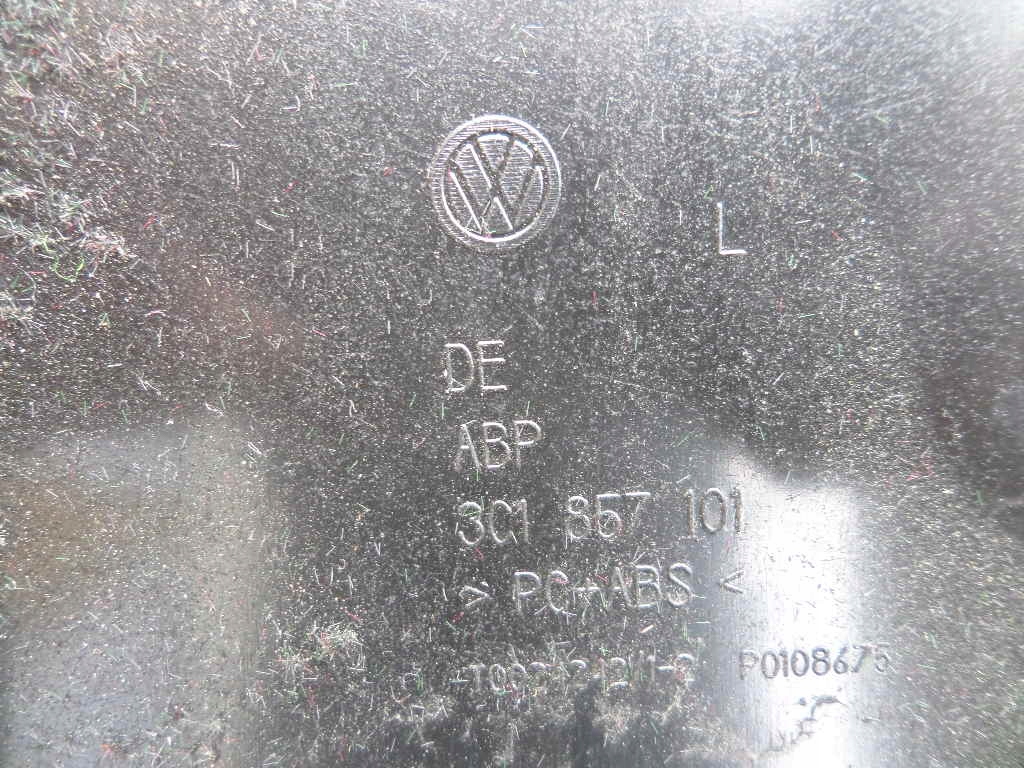 L
DE
ABP
3C1 857 101
> PC+ABS <
P0108675